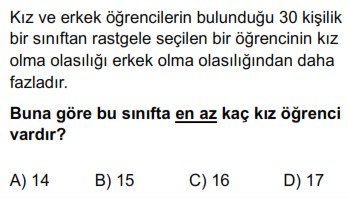 Kız ve erkek öğrencilerin bulunduğu 30 kişilik
bir sınıftan rastgele seçilen bir öğrencinin kız
olma olasılığı erkek olma olasılığından daha
fazladır.
Buna göre bu sınıfta en az kaç kız öğrenci
vardır?
A) 14 B) 15 C) 16 D) 17